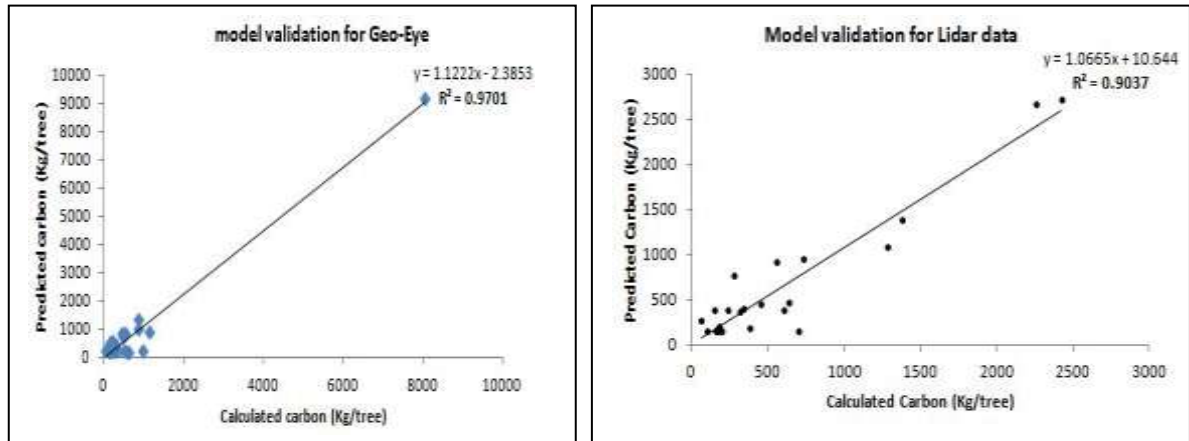 model validation for Geo-Eye
y = 1.1222x - 2.3853
R² = 0.9701
Predicted carbon (Kg/tree)
10000
9000
8000
7000
6000
5000
4000
3000
2000
1000
0
0 2000 4000 6000 8000 10000
Calculated carbon (Kg/tree)
Model validation for Lidar data
y = 1.0665x + 10.644
R² = 0.9037
Predicted Carbon (Kg/tree)
3000
2500
2000
1500
1000
500
0
0 500 1000 1500 2000 2500 3000
Calculated Carbon (Kg/tree)